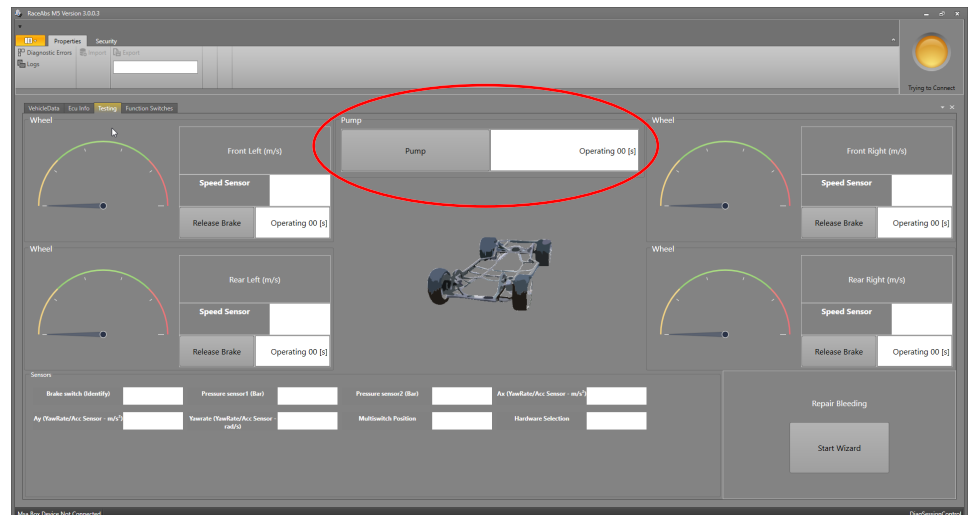 RaceAbs M5 Version 3.0.0.3
Properties Security
Diagnostic Errors Import Export
Logs
Trying to Connect
VehicleData Ecu Info Testing Function Switches
Wheel
Front Left (m/s)
Speed Sensor
Release Brake Operating 00 [s]
Pump
Pump Operating 00 [s]
Wheel
Front Right (m/s)
Speed Sensor
Release Brake Operating 00 [s]
Wheel
Rear Left (m/s)
Speed Sensor
Release Brake Operating 00 [s]
Wheel
Rear Right (m/s)
Speed Sensor
Release Brake Operating 00 [s]
Sensors
Brake switch (Identify) Pressure sensor1 (Bar) Pressure sensor2 (Bar) Ax (YawRate/Acc Sensor - m/s²)
Ay (YawRate/Acc Sensor - m/s²) Yawrate (YawRate/Acc Sensor - rad/s) Multiswitch Position Hardware Selection
Repair Bleeding
Start Wizard
Msa Box Device Not Connected DiagSessionControl